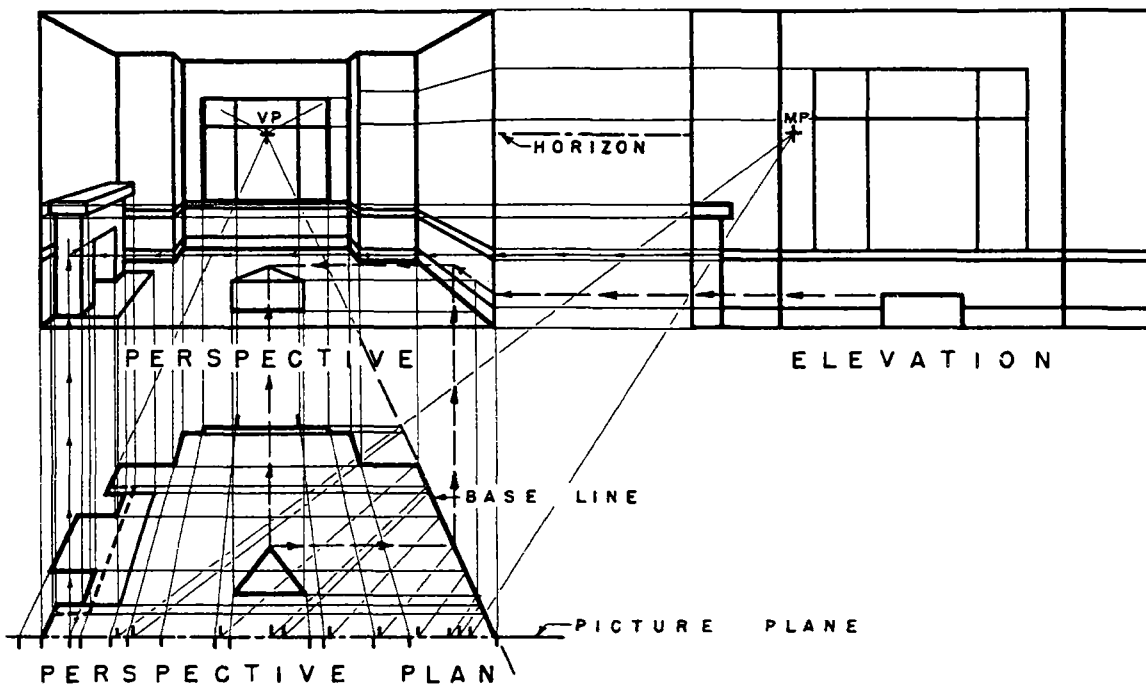 VP
MP
HORIZON
PERSPECTIVE
ELEVATION
BASE LINE
PICTURE PLANE
PERSPECTIVE PLAN